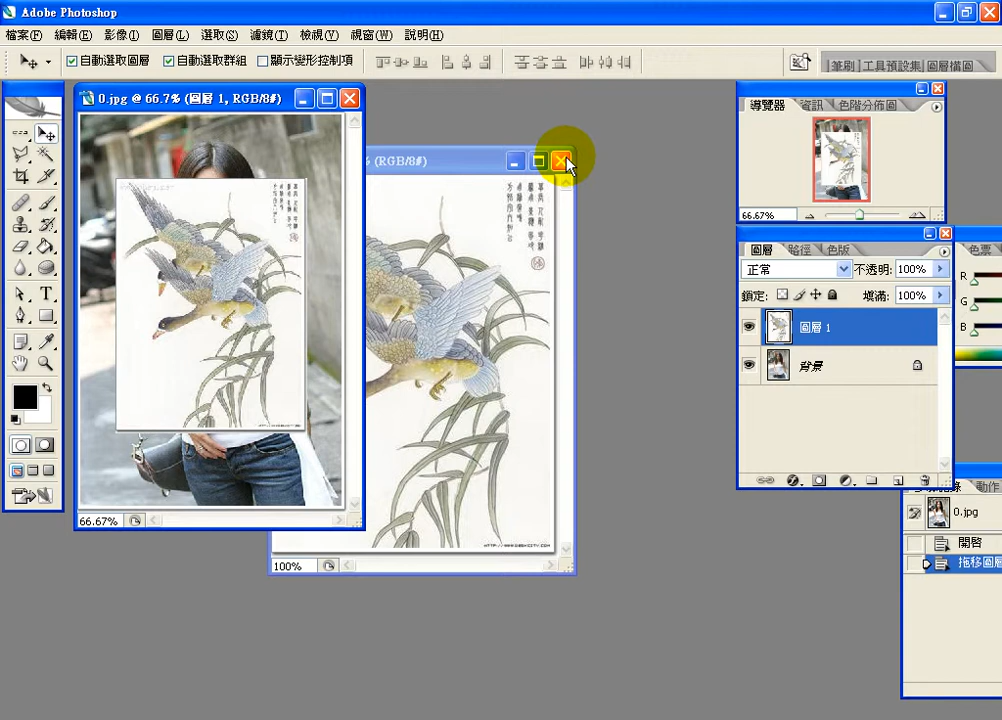 Adobe Photoshop
檔案(F) 編輯(E) 影像(I) 圖層(L) 選取(S) 濾鏡(T) 檢視(V) 視窗(W) 說明(H)
自動選取圖層 自動選取群組 顯示變形控制項
筆刷 工具預設集 圖層構圖
0.jpg @ 66.7% (圖層 1, RGB/8#)
% (RGB/8#)
導覽器 資訊 色階分佈圖
66.67%
圖層 路徑 色版
正常 不透明: 100%
鎖定: 填滿: 100%
圖層 1
背景
色票
R
G
B
動作
0.jpg
開啓
拖移圖層
66.67%
100%